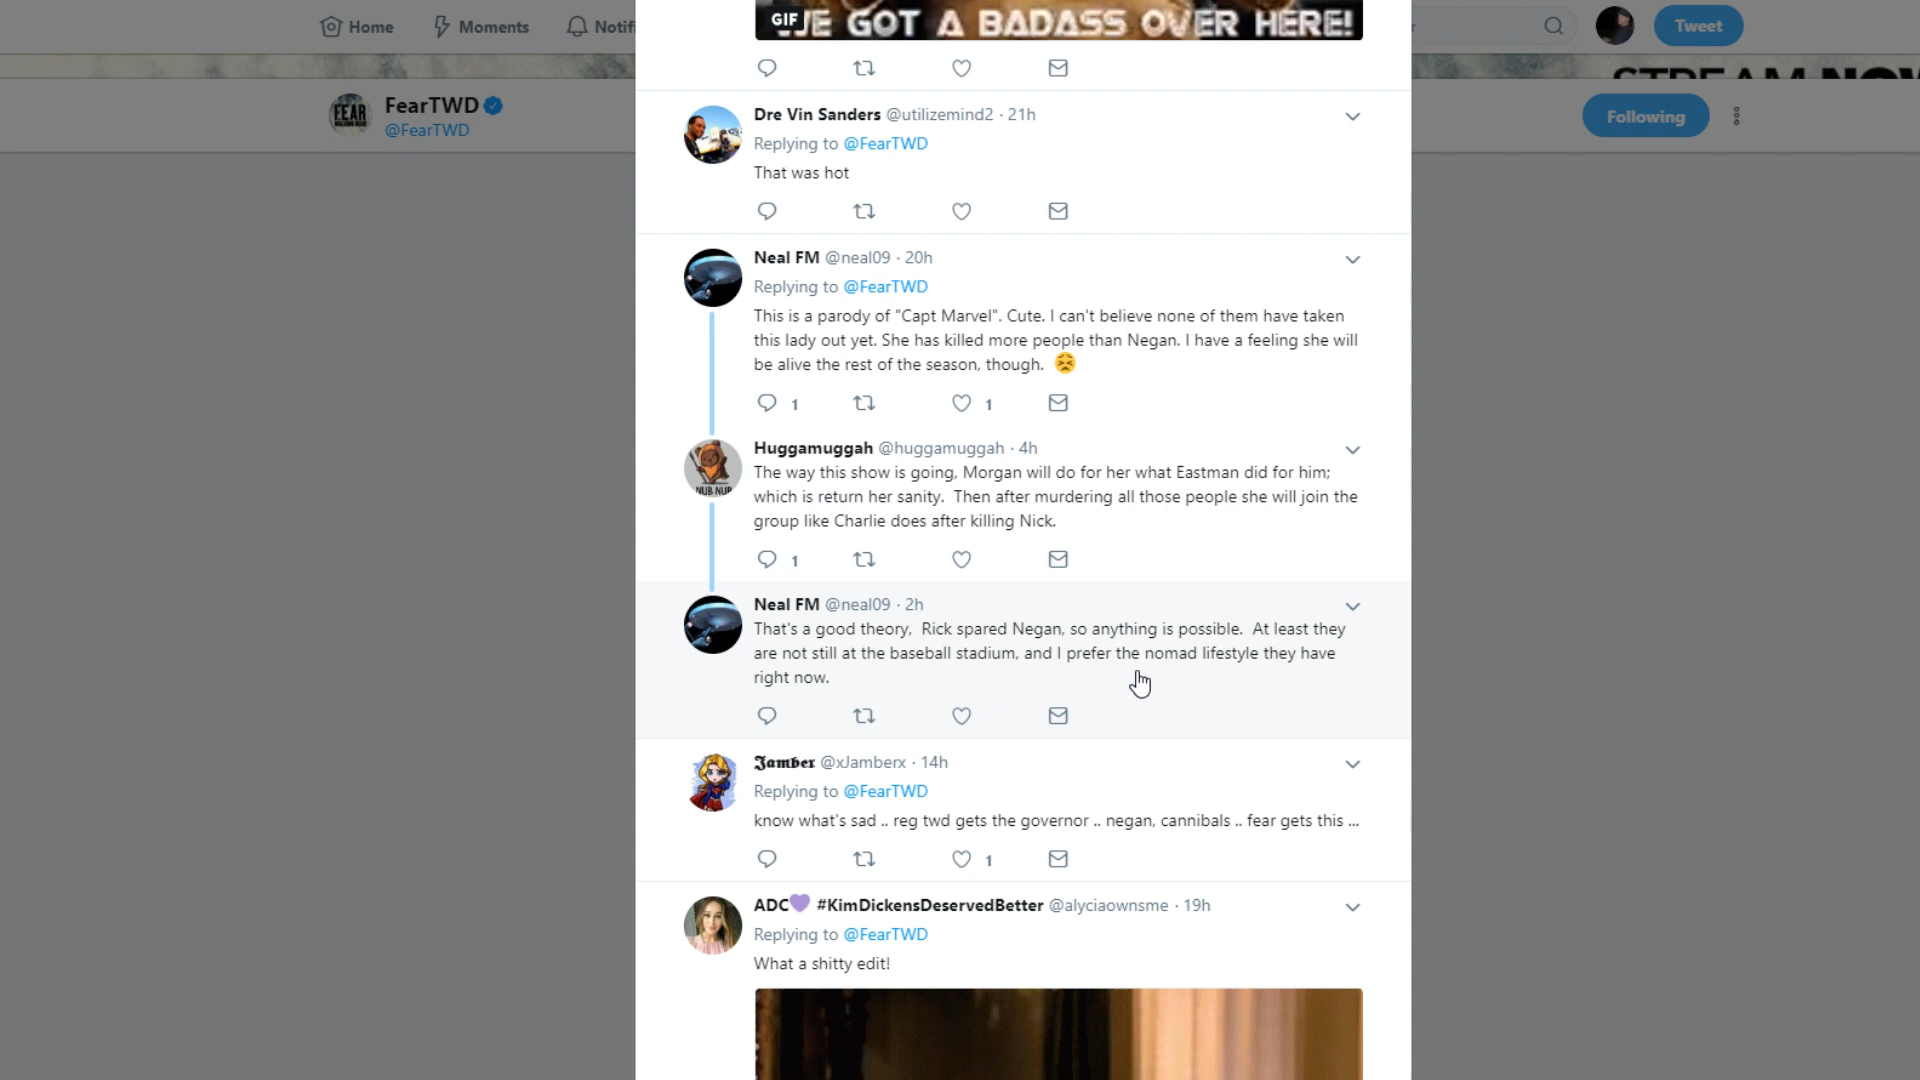 GIF
WE GOT A BADASS OVER HERE!
Home
Moments
Notifi
Tweet
STREAM NOW
FEAR
FearTWD
@FearTWD
Following
Dre Vin Sanders @utilizemind2 · 21h
Replying to @FearTWD
That was hot
Neal FM @neal09 · 20h
Replying to @FearTWD
This is a parody of "Capt Marvel". Cute. I can't believe none of them have taken
this lady out yet. She has killed more people than Negan. I have a feeling she will
be alive the rest of the season, though. 😣
1 1
Huggamuggah @huggamuggah · 4h
The way this show is going, Morgan will do for her what Eastman did for him;
which is return her sanity. Then after murdering all those people she will join the
group like Charlie does after killing Nick.
NUB NUB
1
Neal FM @neal09 · 2h
That's a good theory, Rick spared Negan, so anything is possible. At least they
are not still at the baseball stadium, and I prefer the nomad lifestyle they have
right now.
𝕵𝖆𝖒𝖇𝖊𝖗 @xJamberx · 14h
Replying to @FearTWD
know what's sad .. reg twd gets the governor .. negan, cannibals .. fear gets this ...
1
ADC💜 #KimDickensDeservedBetter @alyciaownsme · 19h
Replying to @FearTWD
What a shitty edit!